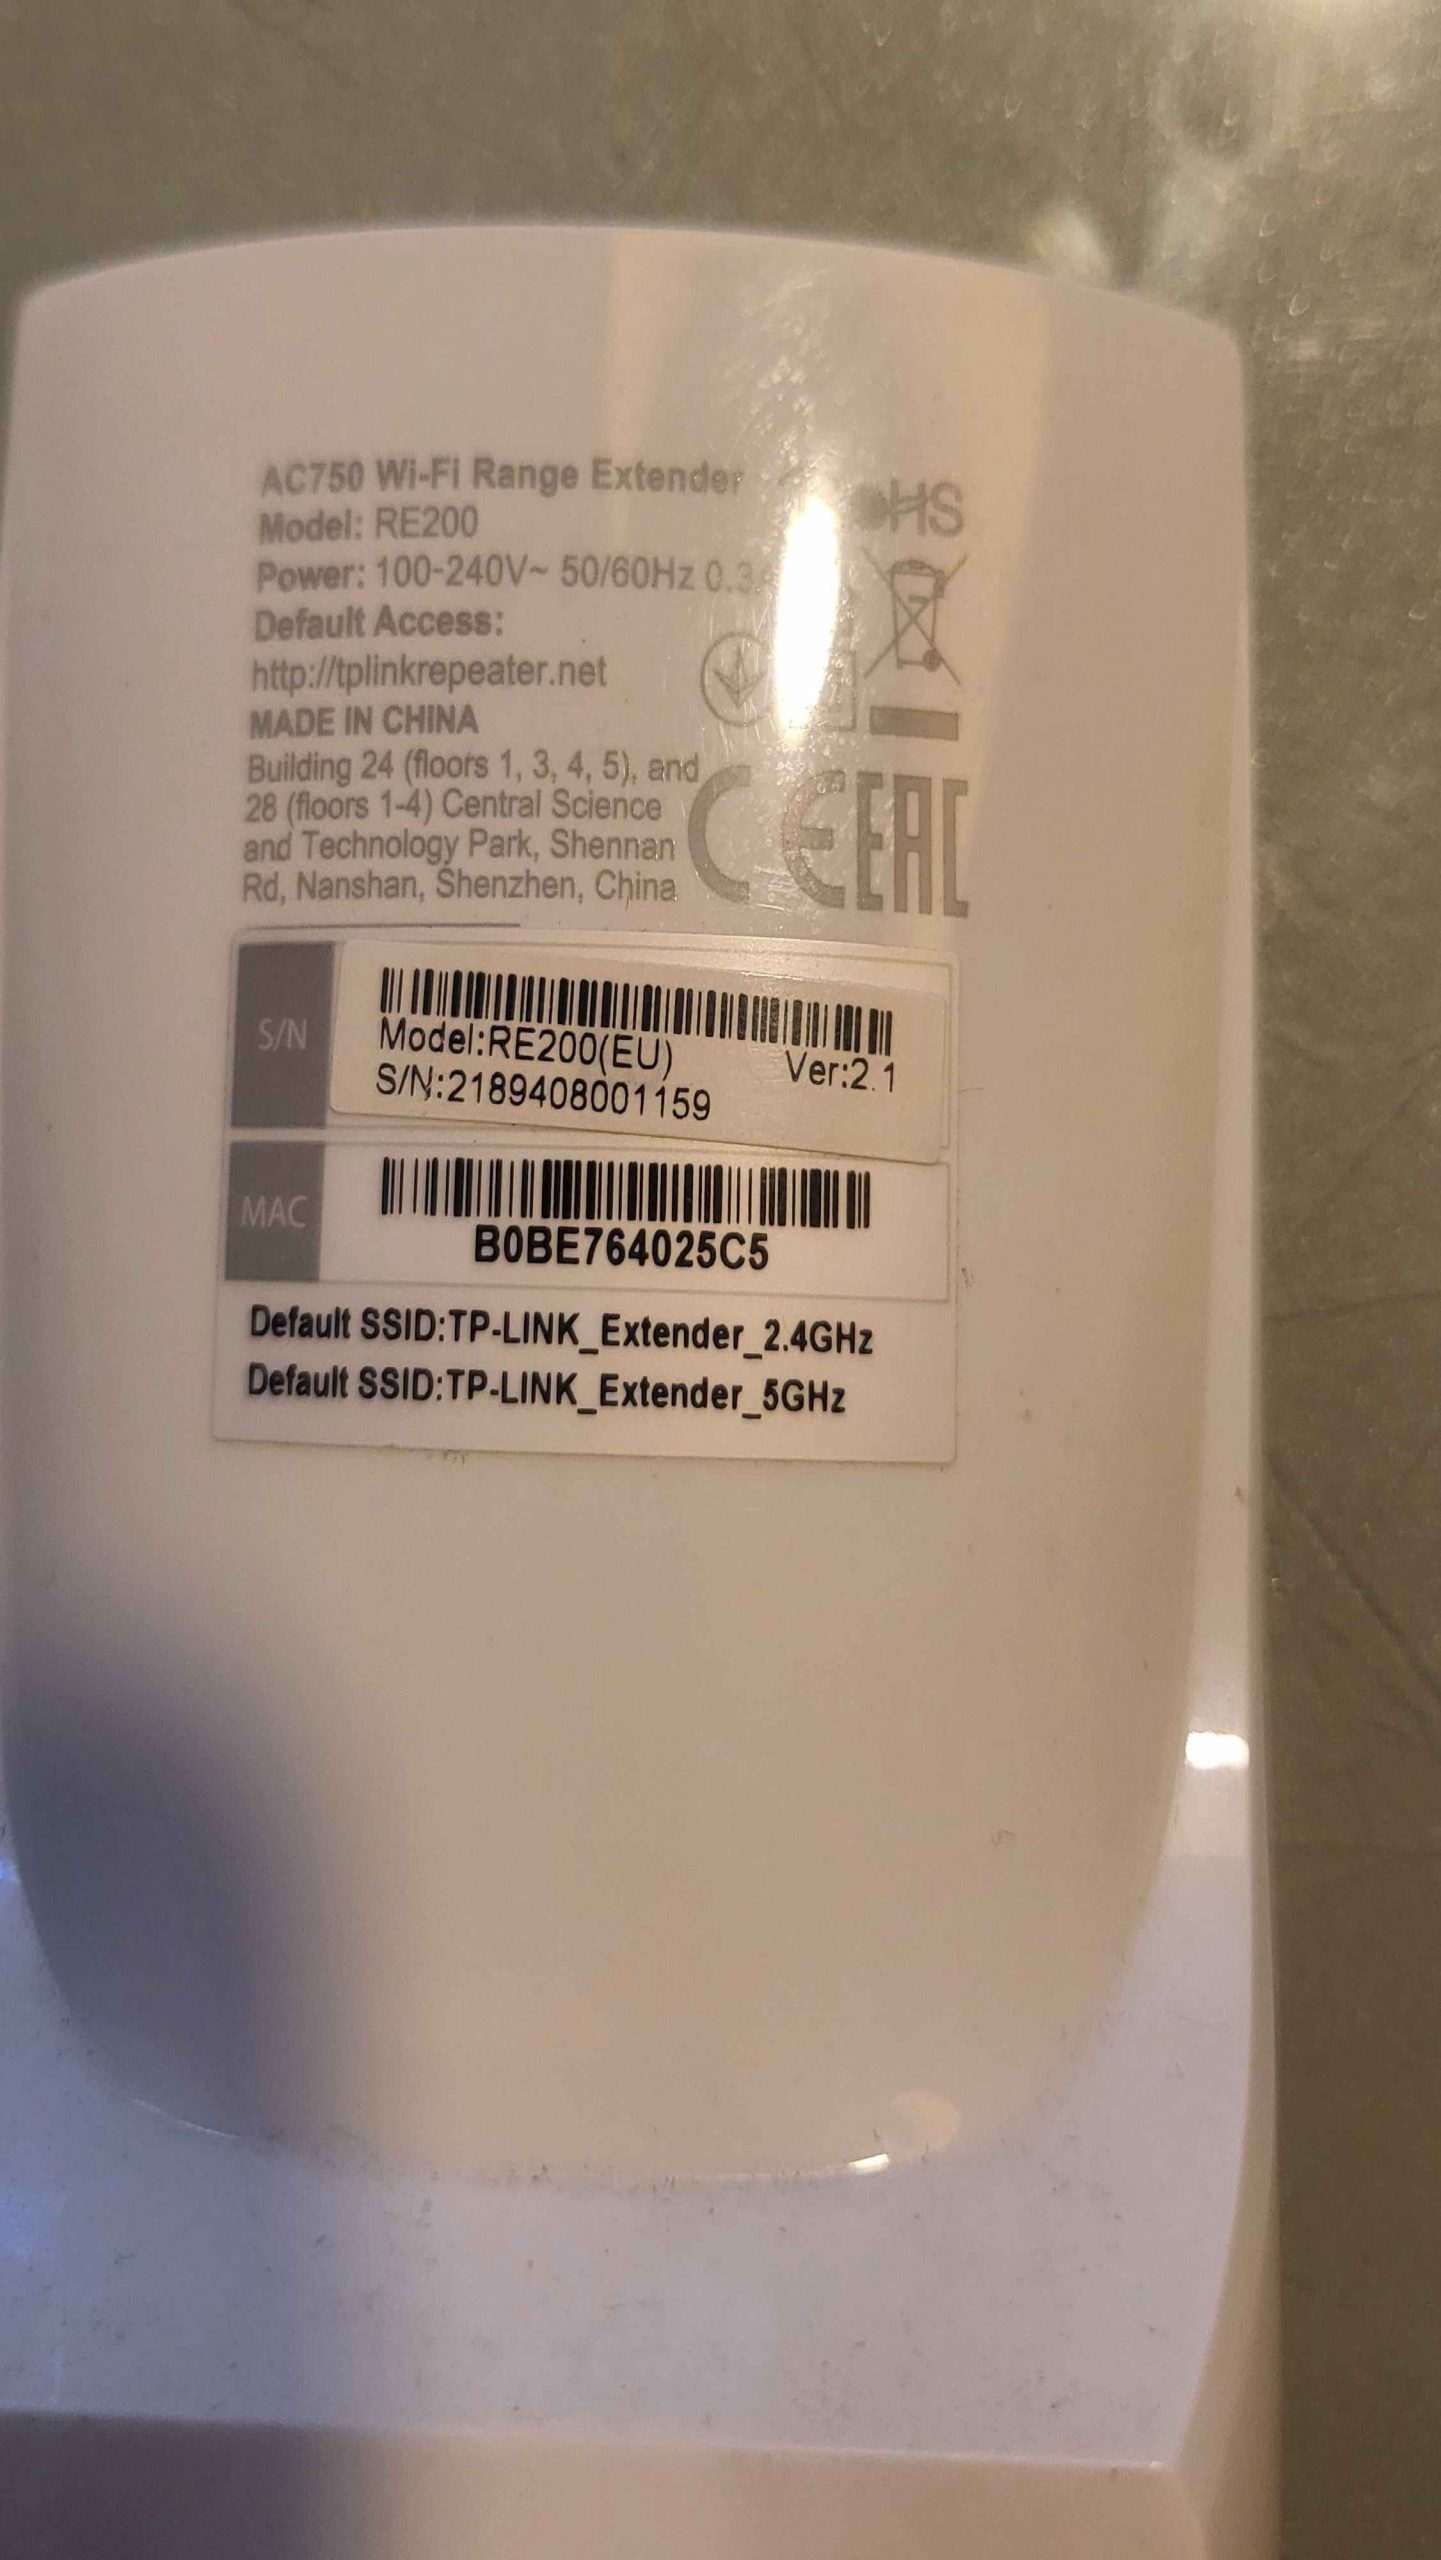 AC750 Wi-Fi Range Extender
Model: RE200
Power: 100-240V~ 50/60Hz
Default Access:
http://tplinkrepeater.net
MADE IN CHINA
Building 24 (floors 1, 3, 4, 5), and
28 (floors 1-4) Central Science
and Technology Park, Shennan
Rd, Nanshan, Shenzhen, China
CE EAC
S/N
Model:RE200(EU) Ver:2.1
S/N:2189408001159
MAC
B0BE764025C5
Default SSID:TP-LINK_Extender_2.4GHz
Default SSID:TP-LINK_Extender_5GHz